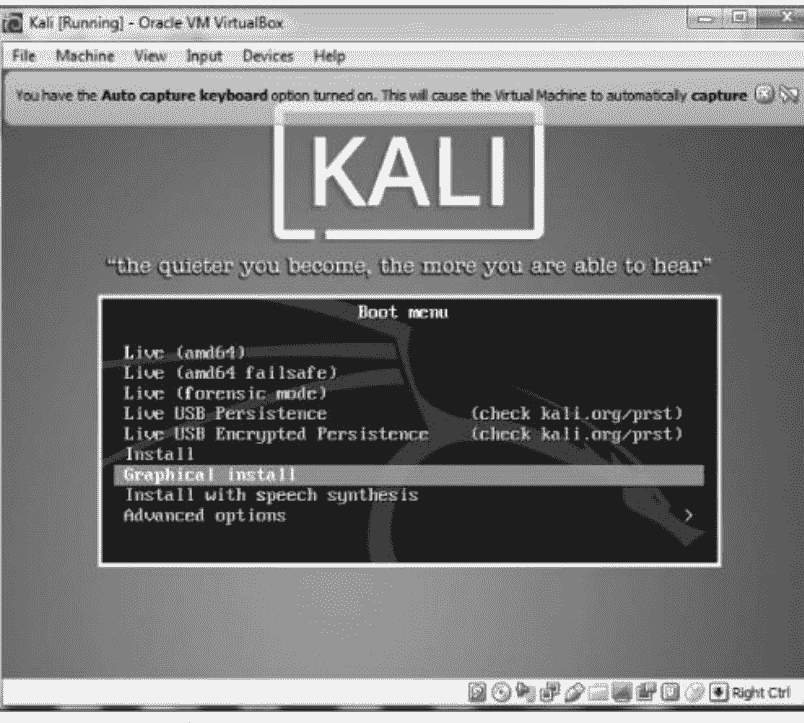 Kali [Running] - Oracle VM VirtualBox
File Machine View Input Devices Help
You have the Auto capture keyboard option turned on. This will cause the Virtual Machine to automatically capture
KALI
“the quieter you become, the more you are able to hear”
Boot menu
Live (amd64)
Live (amd64 failsafe)
Live (forensic mode)
Live USB Persistence (check kali.org/prst)
Live USB Encrypted Persistence (check kali.org/prst)
Install
Graphical install
Install with speech synthesis
Advanced options >
Right Ctrl